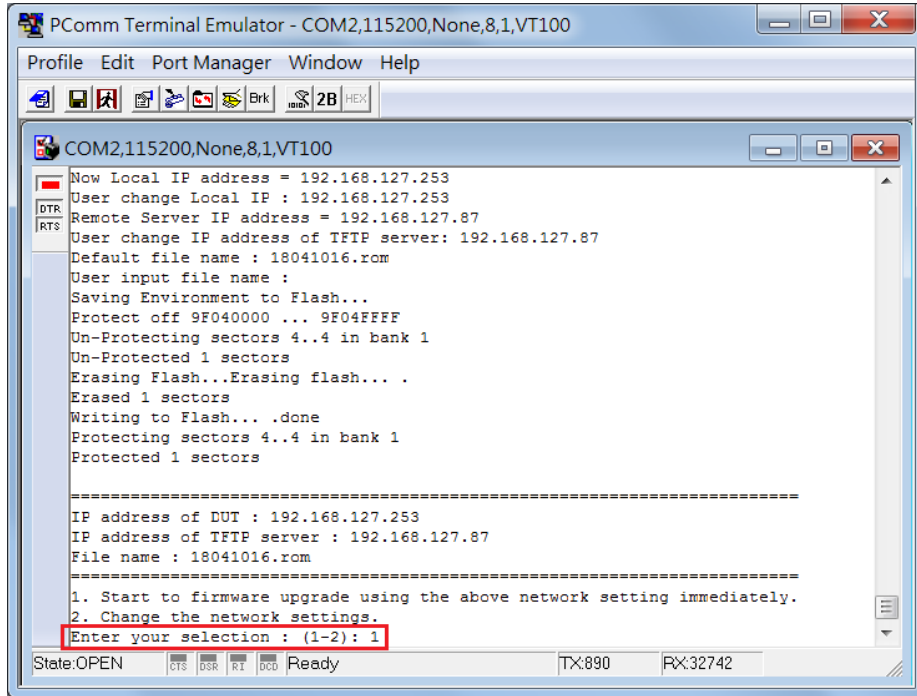 PComm Terminal Emulator - COM2,115200,None,8,1,VT100
Profile Edit Port Manager Window Help
Brk 2B HEX
COM2,115200,None,8,1,VT100
DTR
RTS
Now Local IP address = 192.168.127.253
User change Local IP : 192.168.127.253
Remote Server IP address = 192.168.127.87
User change IP address of TFTP server: 192.168.127.87
Default file name : 18041016.rom
User input file name :
Saving Environment to Flash...
Protect off 9F040000 ... 9F04FFFF
Un-Protecting sectors 4..4 in bank 1
Un-Protected 1 sectors
Erasing Flash...Erasing flash... .
Erased 1 sectors
Writing to Flash... .done
Protecting sectors 4..4 in bank 1
Protected 1 sectors
=========================================================================
IP address of DUT : 192.168.127.253
IP address of TFTP server : 192.168.127.87
File name : 18041016.rom
=========================================================================
1. Start to firmware upgrade using the above network setting immediately.
2. Change the network settings.
Enter your selection : (1-2): 1
State:OPEN CTS DSR RI DCD Ready TX:890 RX:32742